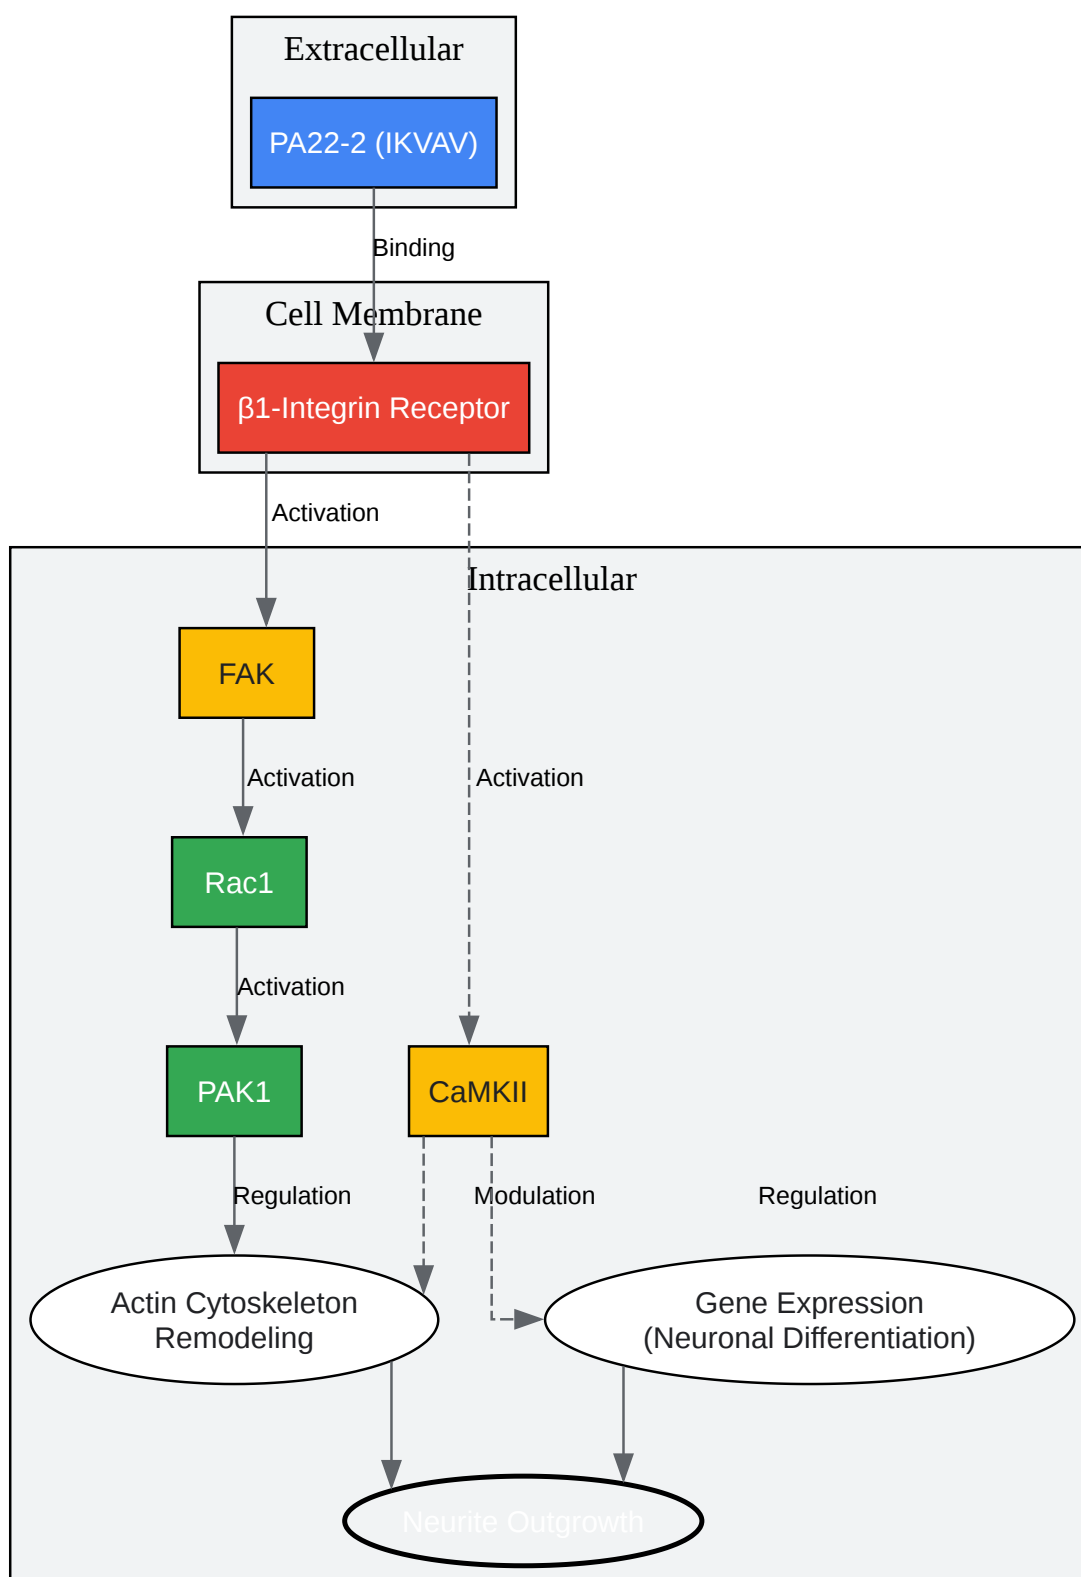 Extracellular
PA22-2 (IKVAV)
Binding
Cell Membrane
β1-Integrin Receptor
Activation
Intracellular
FAK
Activation
Activation
Rac1
Activation
PAK1
CaMKII
Regulation
Modulation
Regulation
Actin Cytoskeleton
Remodeling
Gene Expression
(Neuronal Differentiation)
Neurite Outgrowth